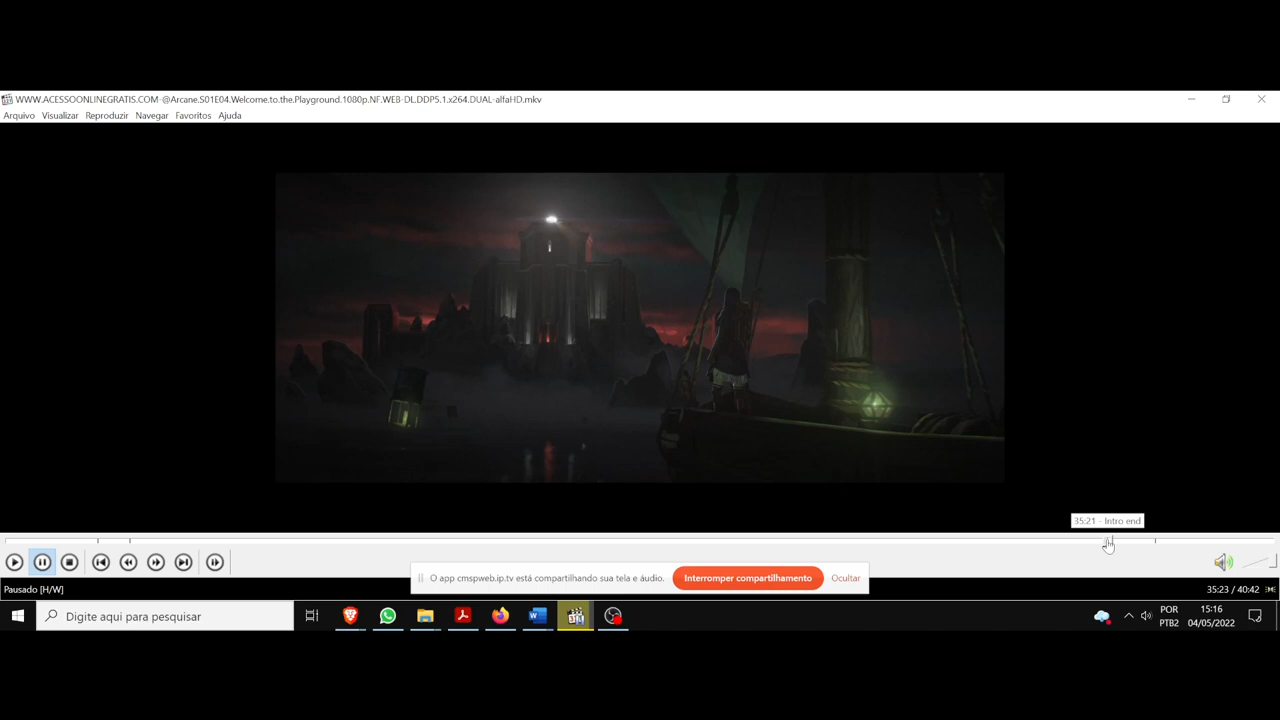 WWW.ACESSOONLINEGRATIS.COM -@Arcane.S01E04.Welcome.to.the.Playground.1080p.NF.WEB-DL.DDP5.1.x264.DUAL-alfaHD.mkv
Arquivo Visualizar Reproduzir Navegar Favoritos Ajuda
35:21 - Intro end
O app cmspweb.ip.tv está compartilhando sua tela e áudio. Interromper compartilhamento Ocultar
Pausado [H/W] 35:23 / 40:42
Digite aqui para pesquisar
POR 15:16
PTB2 04/05/2022